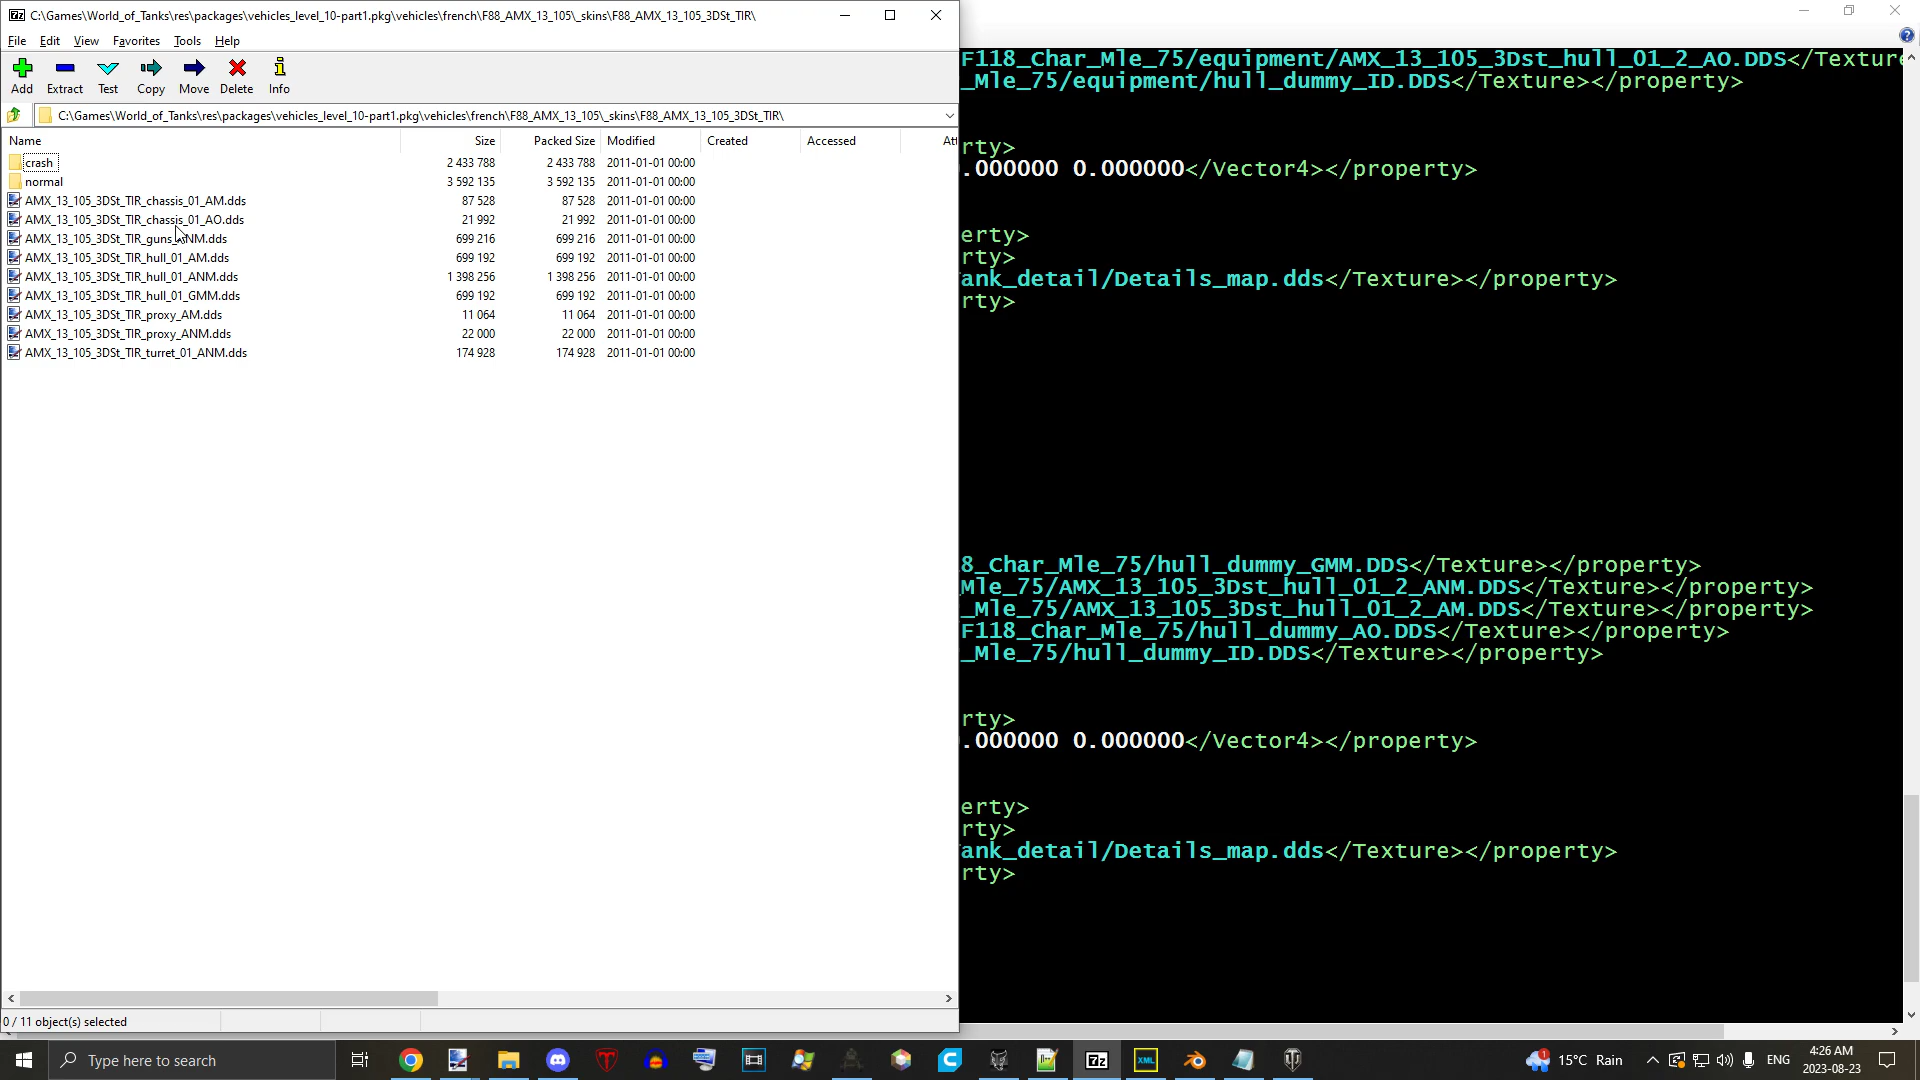 C:\Games\World_of_Tanks\res\packages\vehicles_level_10-part1.pkg\vehicles\french\F88_AMX_13_105\_skins\F88_AMX_13_105_3DSt_TIR\
File Edit View Favorites Tools Help
Add Extract Test Copy Move Delete Info
C:\Games\World_of_Tanks\res\packages\vehicles_level_10-part1.pkg\vehicles\french\F88_AMX_13_105\_skins\F88_AMX_13_105_3DSt_TIR\
Name Size Packed Size Modified Created Accessed Att
crash 2 433 788 2 433 788 2011-01-01 00:00
normal 3 592 135 3 592 135 2011-01-01 00:00
AMX_13_105_3DSt_TIR_chassis_01_AM.dds 87 528 87 528 2011-01-01 00:00
AMX_13_105_3DSt_TIR_chassis_01_AO.dds 21 992 21 992 2011-01-01 00:00
AMX_13_105_3DSt_TIR_guns_ANM.dds 699 216 699 216 2011-01-01 00:00
AMX_13_105_3DSt_TIR_hull_01_AM.dds 699 192 699 192 2011-01-01 00:00
AMX_13_105_3DSt_TIR_hull_01_ANM.dds 1 398 256 1 398 256 2011-01-01 00:00
AMX_13_105_3DSt_TIR_hull_01_GMM.dds 699 192 699 192 2011-01-01 00:00
AMX_13_105_3DSt_TIR_proxy_AM.dds 11 064 11 064 2011-01-01 00:00
AMX_13_105_3DSt_TIR_proxy_ANM.dds 22 000 22 000 2011-01-01 00:00
AMX_13_105_3DSt_TIR_turret_01_ANM.dds 174 928 174 928 2011-01-01 00:00
0 / 11 object(s) selected
F118_Char_Mle_75/equipment/AMX_13_105_3Dst_hull_01_2_AO.DDS</Texture
_Mle_75/equipment/hull_dummy_ID.DDS</Texture></property>
rty>
.000000 0.000000</Vector4></property>
erty>
rty>
ank_detail/Details_map.dds</Texture></property>
rty>
8_Char_Mle_75/hull_dummy_GMM.DDS</Texture></property>
Mle_75/AMX_13_105_3Dst_hull_01_2_ANM.DDS</Texture></property>
_Mle_75/AMX_13_105_3Dst_hull_01_2_AM.DDS</Texture></property>
F118_Char_Mle_75/hull_dummy_AO.DDS</Texture></property>
_Mle_75/hull_dummy_ID.DDS</Texture></property>
rty>
.000000 0.000000</Vector4></property>
erty>
rty>
ank_detail/Details_map.dds</Texture></property>
rty>
Type here to search
7z
XML
1
15°C Rain
ENG
4:26 AM
2023-08-23